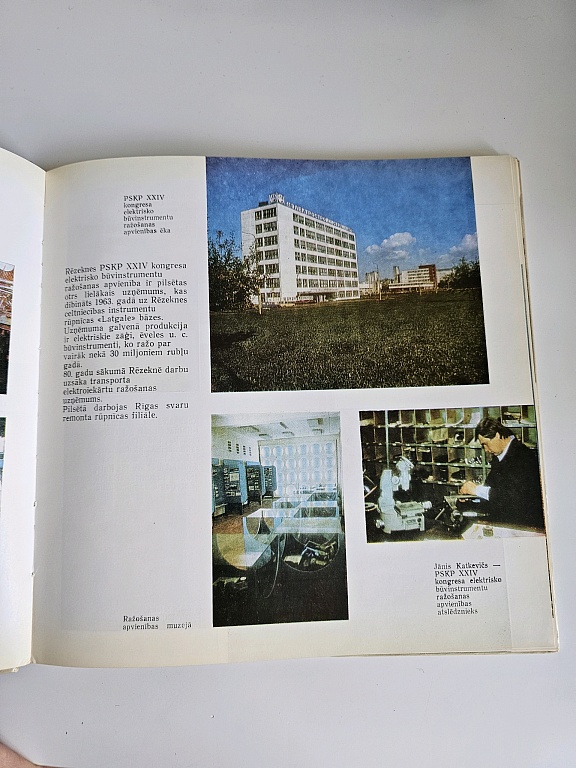 PSKP XXIV
kongresa
elektrisko
būvinstrumentu
ražošanas
apvienības ēka
Rēzeknes PSKP XXIV kongresa
elektrisko būvinstrumentu
ražošanas apvienība ir pilsētas
otrs lielākais uzņēmums, kas
dibināts 1963. gadā uz Rēzeknes
celtniecības instrumentu
rūpnīcas «Latgale» bāzes.
Uzņēmuma galvenā produkcija
ir elektriskie zāģi, ēveles u. c.
būvinstrumenti, ko ražo par
vairāk nekā 30 miljoniem rubļu
gadā.
80. gadu sākumā Rēzeknē darbu
uzsāka transporta
elektroiekārtu ražošanas
uzņēmums.
Pilsētā darbojas Rīgas svaru
remonta rūpnīcas filiāle.
Ražošanas
apvienības muzejā
Jānis Katkevičs —
PSKP XXIV
kongresa elektrisko
būvinstrumentu
ražošanas
apvienības
atslēdznieks